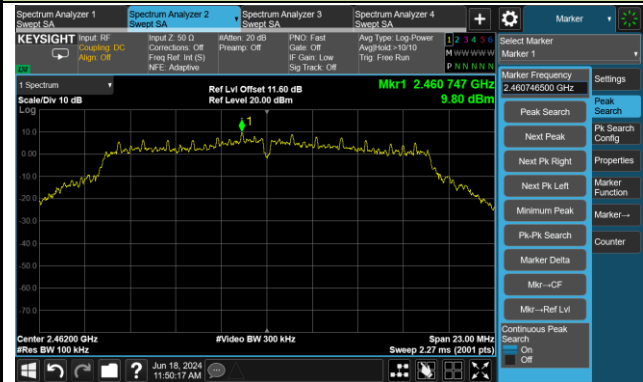 Spectrum Analyzer 1
Swept SA
Spectrum Analyzer 2
Swept SA
Spectrum Analyzer 3
Swept SA
Spectrum Analyzer 4
Swept SA
Marker
KEYSIGHT
Input: RF
Coupling: DC
Align: Off
Input Z: 50 Ω
Corrections: Off
Freq Ref: Int (S)
NFE: Adaptive
#Atten: 20 dB
Preamp: Off
PNO: Fast
Gate: Off
IF Gain: Low
Sig Track: Off
Avg Type: Log-Power
Avg|Hold:>10/10
Trig: Free Run
1 2 3 4 5 6
M W W W W W
P N N N N N
Select Marker
Marker 1
1 Spectrum
Scale/Div 10 dB
Log
Ref Lvl Offset 11.60 dB
Ref Level 20.00 dBm
Mkr1 2.460 747 GHz
9.80 dBm
1
10.0
0.00
-10.0
-20.0
-30.0
-40.0
-50.0
-60.0
-70.0
Center 2.46200 GHz
#Res BW 100 kHz
#Video BW 300 kHz
Span 23.00 MHz
Sweep 2.27 ms (2001 pts)
Marker Frequency
2.460746500 GHz
Peak Search
Next Peak
Next Pk Right
Next Pk Left
Minimum Peak
Pk-Pk Search
Marker Delta
Mkr→CF
Mkr→Ref Lvl
Continuous Peak
Search
On
Off
Settings
Peak
Search
Pk Search
Config
Properties
Marker
Function
Marker→
Counter
Jun 18, 2024
11:50:17 AM